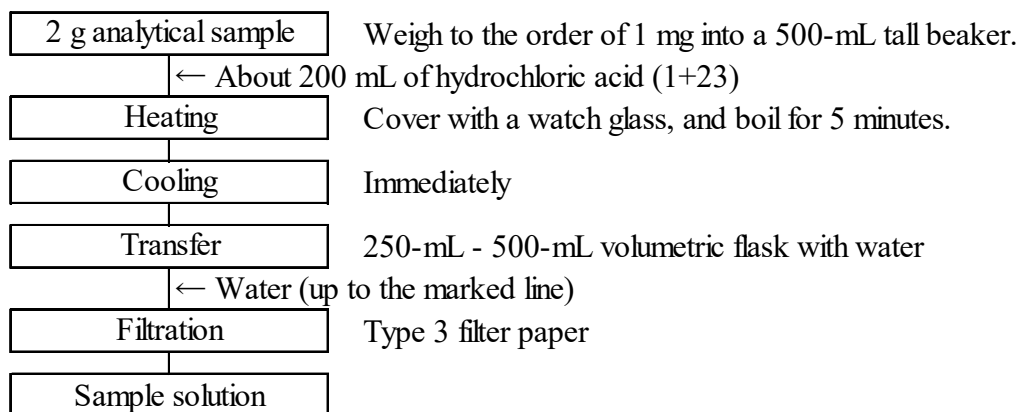 2 g analytical sample Weigh to the order of 1 mg into a 500-mL tall beaker.
← About 200 mL of hydrochloric acid (1+23)
Heating Cover with a watch glass, and boil for 5 minutes.
Cooling Immediately
Transfer 250-mL - 500-mL volumetric flask with water
← Water (up to the marked line)
Filtration Type 3 filter paper
Sample solution